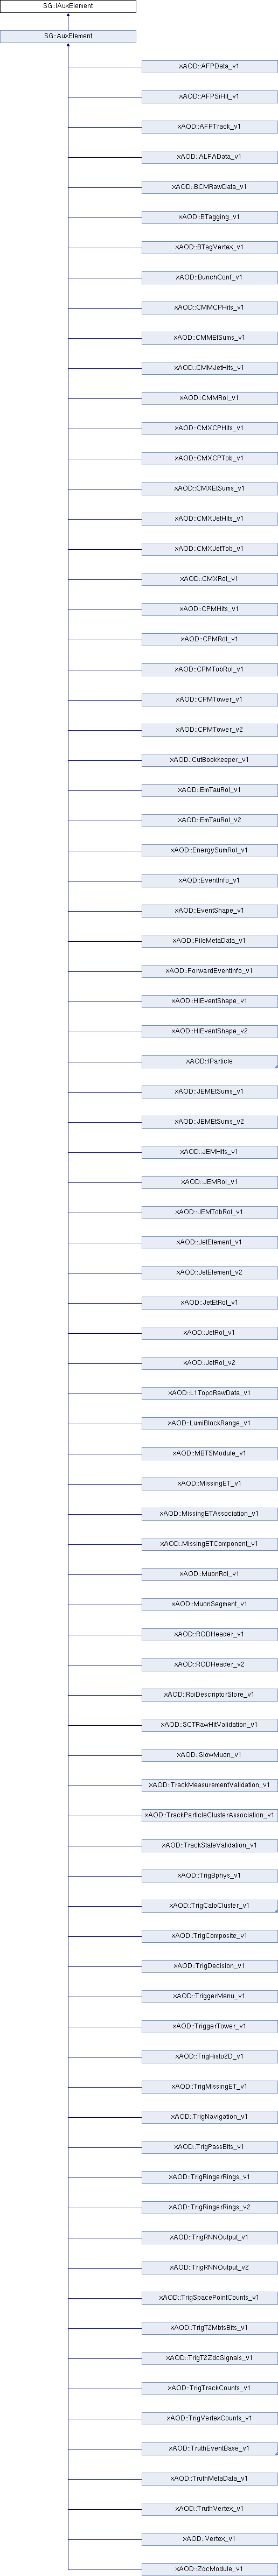 SG::IAuxElement
SG::AuxElement
xAOD::AFPData_v1
xAOD::AFPSiHit_v1
xAOD::AFPTrack_v1
xAOD::ALFAData_v1
xAOD::BCMRawData_v1
xAOD::BTagging_v1
xAOD::BTagVertex_v1
xAOD::BunchConf_v1
xAOD::CMMCPHits_v1
xAOD::CMMEtSums_v1
xAOD::CMMJetHits_v1
xAOD::CMMRoI_v1
xAOD::CMXCPHits_v1
xAOD::CMXCPTob_v1
xAOD::CMXEtSums_v1
xAOD::CMXJetHits_v1
xAOD::CMXJetTob_v1
xAOD::CMXRoI_v1
xAOD::CPMHits_v1
xAOD::CPMRoI_v1
xAOD::CPMTobRoI_v1
xAOD::CPMTower_v1
xAOD::CPMTower_v2
xAOD::CutBookkeeper_v1
xAOD::EmTauRoI_v1
xAOD::EmTauRoI_v2
xAOD::EnergySumRoI_v1
xAOD::EventInfo_v1
xAOD::EventShape_v1
xAOD::FileMetaData_v1
xAOD::ForwardEventInfo_v1
xAOD::HIEventShape_v1
xAOD::HIEventShape_v2
xAOD::IParticle
xAOD::JEMEtSums_v1
xAOD::JEMEtSums_v2
xAOD::JEMHits_v1
xAOD::JEMRoI_v1
xAOD::JEMTobRoI_v1
xAOD::JetElement_v1
xAOD::JetElement_v2
xAOD::JetEtRoI_v1
xAOD::JetRoI_v1
xAOD::JetRoI_v2
xAOD::L1TopoRawData_v1
xAOD::LumiBlockRange_v1
xAOD::MBTSModule_v1
xAOD::MissingET_v1
xAOD::MissingETAssociation_v1
xAOD::MissingETComponent_v1
xAOD::MuonRoI_v1
xAOD::MuonSegment_v1
xAOD::RODHeader_v1
xAOD::RODHeader_v2
xAOD::RoiDescriptorStore_v1
xAOD::SCTRawHitValidation_v1
xAOD::SlowMuon_v1
xAOD::TrackMeasurementValidation_v1
xAOD::TrackParticleClusterAssociation_v1
xAOD::TrackStateValidation_v1
xAOD::TrigBphys_v1
xAOD::TrigCaloCluster_v1
xAOD::TrigComposite_v1
xAOD::TrigDecision_v1
xAOD::TriggerMenu_v1
xAOD::TriggerTower_v1
xAOD::TrigHisto2D_v1
xAOD::TrigMissingET_v1
xAOD::TrigNavigation_v1
xAOD::TrigPassBits_v1
xAOD::TrigRingerRings_v1
xAOD::TrigRingerRings_v2
xAOD::TrigRNNOutput_v1
xAOD::TrigRNNOutput_v2
xAOD::TrigSpacePointCounts_v1
xAOD::TrigT2MbtsBits_v1
xAOD::TrigT2ZdcSignals_v1
xAOD::TrigTrackCounts_v1
xAOD::TrigVertexCounts_v1
xAOD::TruthEventBase_v1
xAOD::TruthMetaData_v1
xAOD::TruthVertex_v1
xAOD::Vertex_v1
xAOD::ZdcModule_v1